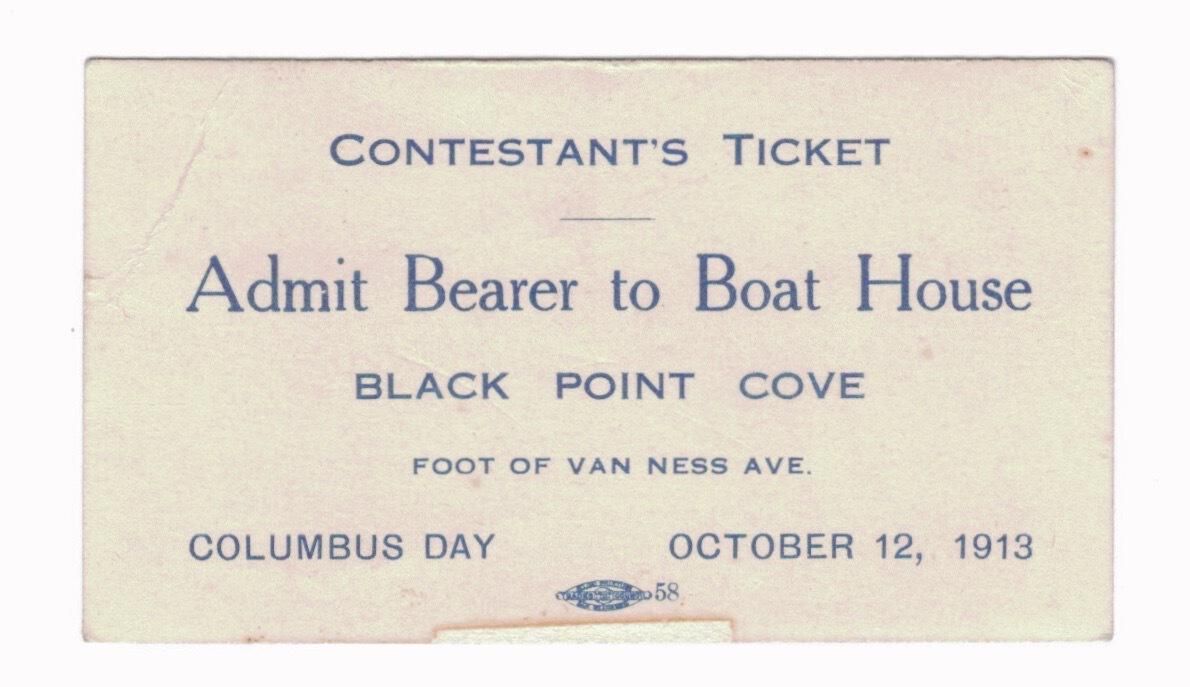 CONTESTANT'S TICKET
Admit Bearer to Boat House
BLACK POINT COVE
FOOT OF VAN NESS AVE.
COLUMBUS DAY OCTOBER 12, 1913
58